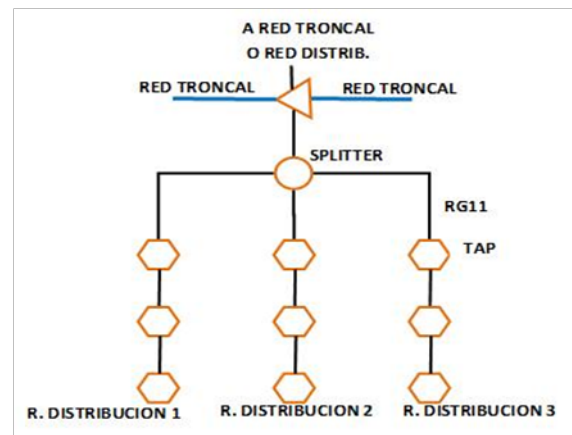 A RED TRONCAL
O RED DISTRIB.
RED TRONCAL
RED TRONCAL
SPLITTER
RG11
TAP
R. DISTRIBUCION 1
R. DISTRIBUCION 2
R. DISTRIBUCION 3